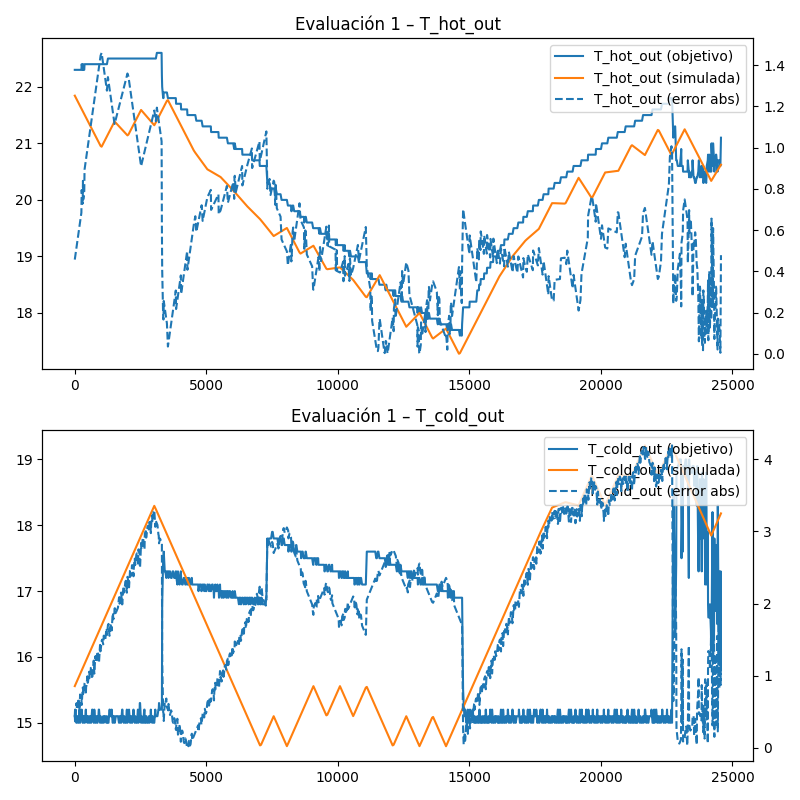 Evaluación 1 – T_hot_out
T_hot_out (objetivo)
T_hot_out (simulada)
T_hot_out (error abs)
22
21
20
19
18
1.4
1.2
1.0
0.8
0.6
0.4
0.2
0.0
0 5000 10000 15000 20000 25000
Evaluación 1 – T_cold_out
T_cold_out (objetivo)
T_cold_out (simulada)
T_cold_out (error abs)
19
18
17
16
15
4
3
2
1
0
0 5000 10000 15000 20000 25000